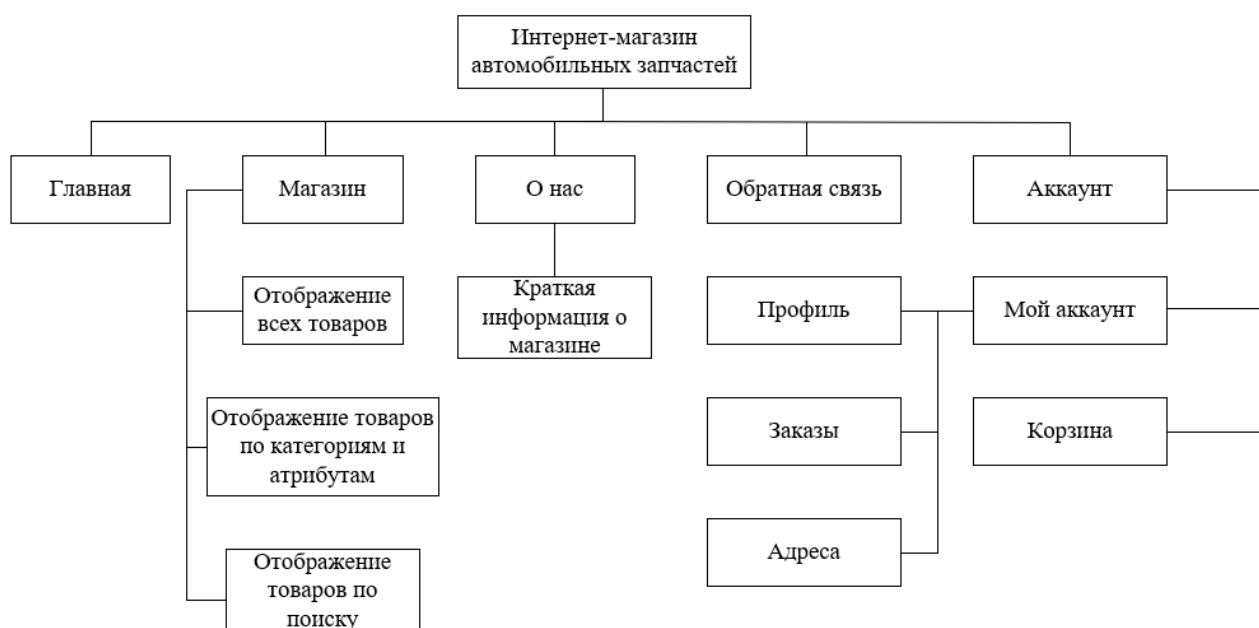 Интернет-магазин
автомобильных запчастей
Главная
Магазин
О нас
Обратная связь
Аккаунт
Отображение
всех товаров
Краткая
информация о
магазине
Профиль
Мой аккаунт
Отображение товаров
по категориям и
атрибутам
Заказы
Корзина
Отображение
товаров по
поиску
Адреса